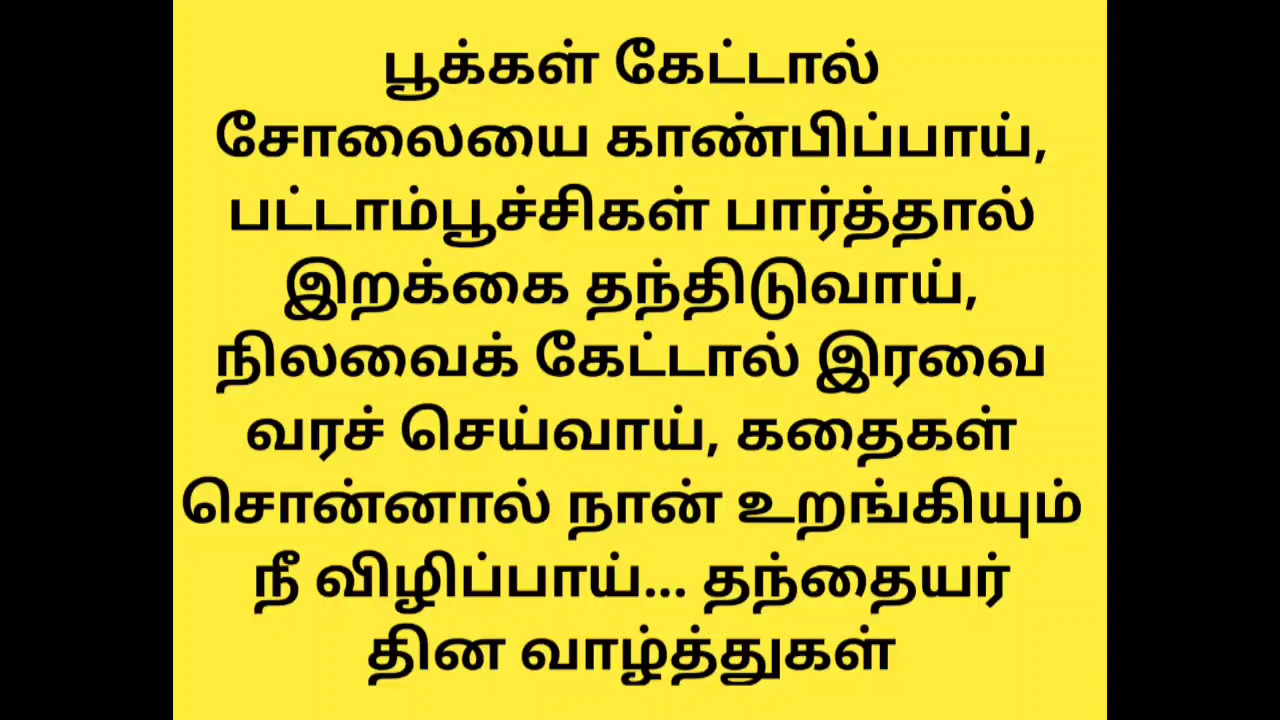 பூக்கள் கேட்டால்
சோலையை காண்பிப்பாய்,
பட்டாம்பூச்சிகள் பார்த்தால்
இறக்கை தந்திடுவாய்,
நிலவைக் கேட்டால் இரவை
வரச் செய்வாய், கதைகள்
சொன்னால் நான் உறங்கியும்
நீ விழிப்பாய்... தந்தையர்
தின வாழ்த்துகள்